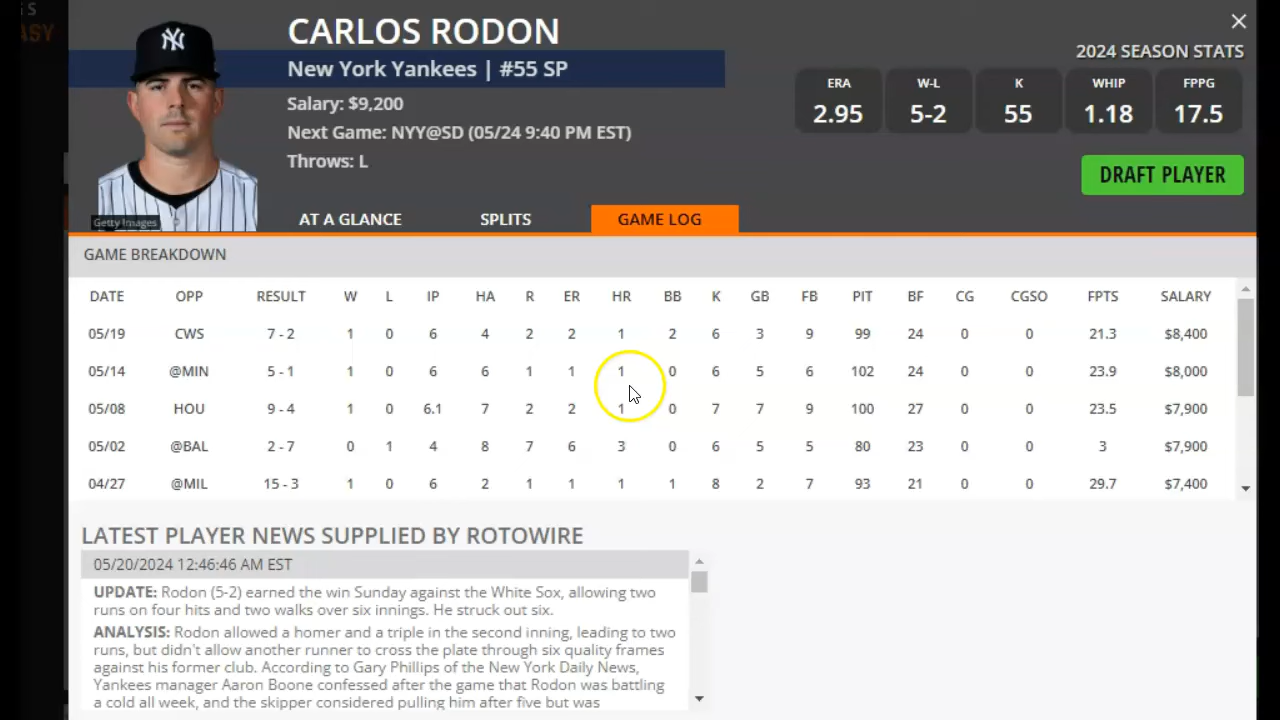 S
ASY
CARLOS RODON
New York Yankees | #55 SP
Salary: $9,200
Next Game: NYY@SD (05/24 9:40 PM EST)
Throws: L
Getty Images
2024 SEASON STATS
ERA W-L K WHIP FPPG
2.95 5-2 55 1.18 17.5
DRAFT PLAYER
AT A GLANCE SPLITS GAME LOG
GAME BREAKDOWN
DATE OPP RESULT W L IP HA R ER HR BB K GB FB PIT BF CG CGSO FPTS SALARY
05/19 CWS 7 - 2 1 0 6 4 2 2 1 2 6 3 9 99 24 0 0 21.3 $8,400
05/14 @MIN 5 - 1 1 0 6 6 1 1 1 0 6 5 6 102 24 0 0 23.9 $8,000
05/08 HOU 9 - 4 1 0 6.1 7 2 2 1 0 7 7 9 100 27 0 0 23.5 $7,900
05/02 @BAL 2 - 7 0 1 4 8 7 6 3 0 6 5 5 80 23 0 0 3 $7,900
04/27 @MIL 15 - 3 1 0 6 2 1 1 1 1 8 2 7 93 21 0 0 29.7 $7,400
LATEST PLAYER NEWS SUPPLIED BY ROTOWIRE
05/20/2024 12:46:46 AM EST
UPDATE: Rodon (5-2) earned the win Sunday against the White Sox, allowing two
runs on four hits and two walks over six innings. He struck out six.
ANALYSIS: Rodon allowed a homer and a triple in the second inning, leading to two
runs, but didn't allow another runner to cross the plate through six quality frames
against his former club. According to Gary Phillips of the New York Daily News,
Yankees manager Aaron Boone confessed after the game that Rodon was battling
a cold all week, and the skipper considered pulling him after five but was